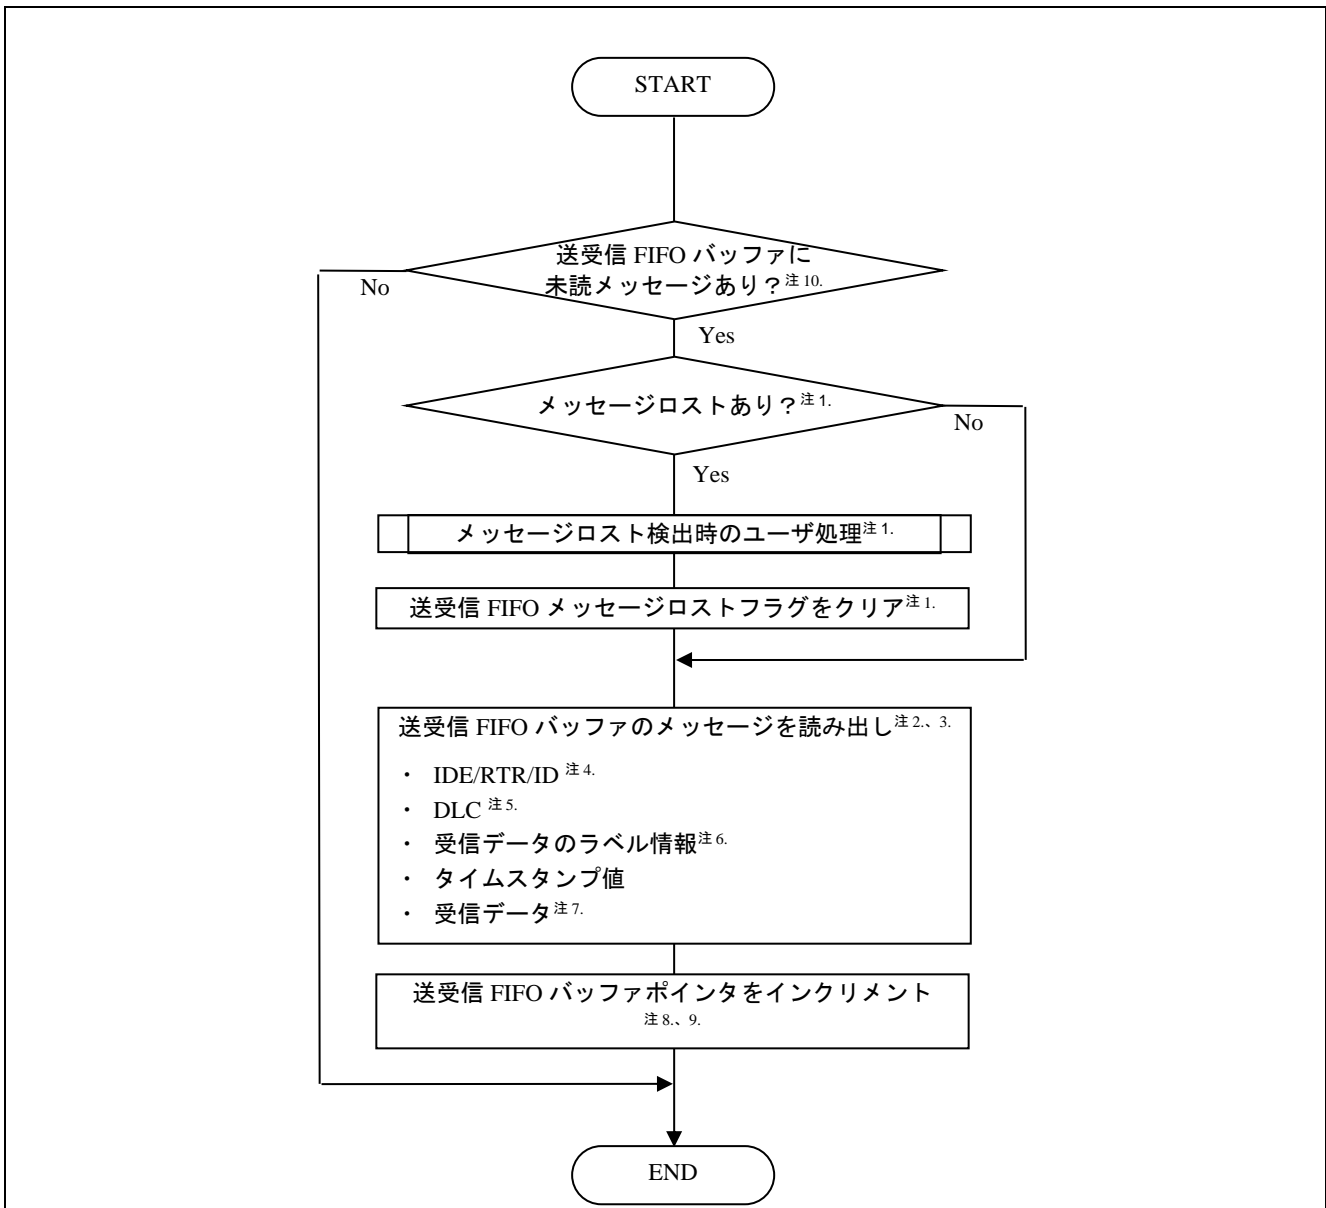 START
送受信 FIFO バッファに
未読メッセージあり？注 10.
No
Yes
メッセージロストあり？注 1.
No
Yes
メッセージロスト検出時のユーザ処理注 1.
送受信 FIFO メッセージロストフラグをクリア注 1.
送受信 FIFO バッファのメッセージを読み出し注 2.、3.
・ IDE/RTR/ID 注 4.
・ DLC 注 5.
・ 受信データのラベル情報注 6.
・ タイムスタンプ値
・ 受信データ注 7.
送受信 FIFO バッファポインタをインクリメント
注 8.、9.
END